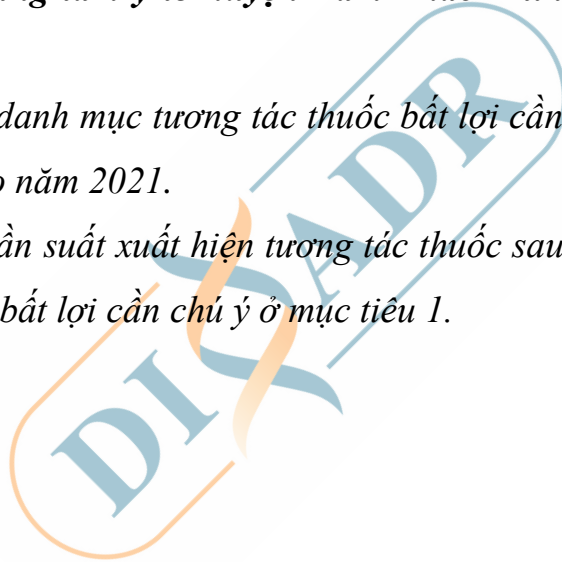 danh mục tương tác thuốc bất lợi cần
năm 2021.
suất xuất hiện tương tác thuốc sau
bất lợi cần chú ý ở mục tiêu 1.
DI ADR